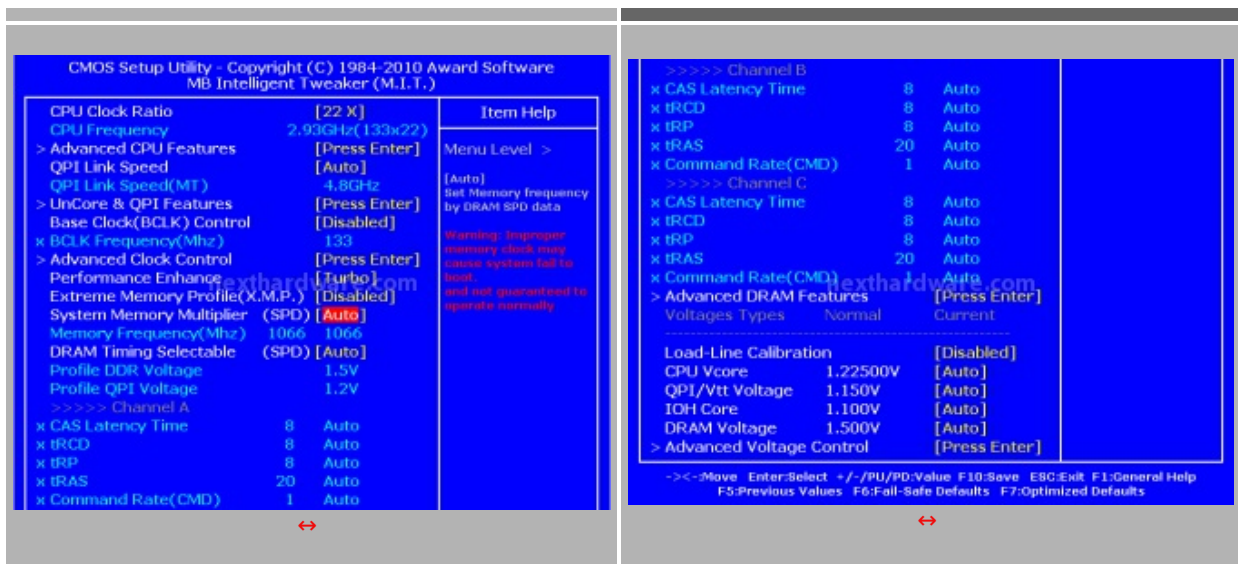 CMOS Setup Utility - Copyright (C) 1984-2010 Award Software
MB Intelligent Tweaker (M.I.T.)
CPU Clock Ratio [22 X]
CPU Frequency 2.93GHz(133x22)
> Advanced CPU Features [Press Enter]
QPI Link Speed [Auto]
QPI Link Speed(MT) 4.8GHz
> UnCore & QPI Features [Press Enter]
Base Clock(BCLK) Control [Disabled]
x BCLK Frequency(Mhz) 133
> Advanced Clock Control [Press Enter]
Performance Enhance [Turbo]
Extreme Memory Profile(X.M.P.) [Disabled]
System Memory Multiplier (SPD) [Auto]
Memory Frequency(Mhz) 1066 1066
DRAM Timing Selectable (SPD) [Auto]
Profile DDR Voltage 1.5V
Profile QPI Voltage 1.2V
>>>>> Channel A
x CAS Latency Time 8 Auto
x tRCD 8 Auto
x tRP 8 Auto
x tRAS 20 Auto
x Command Rate(CMD) 1 Auto
Item Help
Menu Level >
[Auto]
Set Memory frequency
by DRAM SPD data
Warning: Improper
memory clock may
cause system fail to
boot.
and not guaranteed to
operate normally
nexthardware.com
>>>>> Channel B
x CAS Latency Time 8 Auto
x tRCD 8 Auto
x tRP 8 Auto
x tRAS 20 Auto
x Command Rate(CMD) 1 Auto
>>>>> Channel C
x CAS Latency Time 8 Auto
x tRCD 8 Auto
x tRP 8 Auto
x tRAS 20 Auto
x Command Rate(CMD) 1 Auto
> Advanced DRAM Features [Press Enter]
Voltages Types Normal Current
Load-Line Calibration [Disabled]
CPU Vcore 1.22500V [Auto]
QPI/Vtt Voltage 1.150V [Auto]
IOH Core 1.100V [Auto]
DRAM Voltage 1.500V [Auto]
> Advanced Voltage Control [Press Enter]
-><-:Move Enter:Select +/-/PU/PD:Value F10:Save ESC:Exit F1:General Help
F5:Previous Values F6:Fail-Safe Defaults F7:Optimized Defaults
nexthardware.com